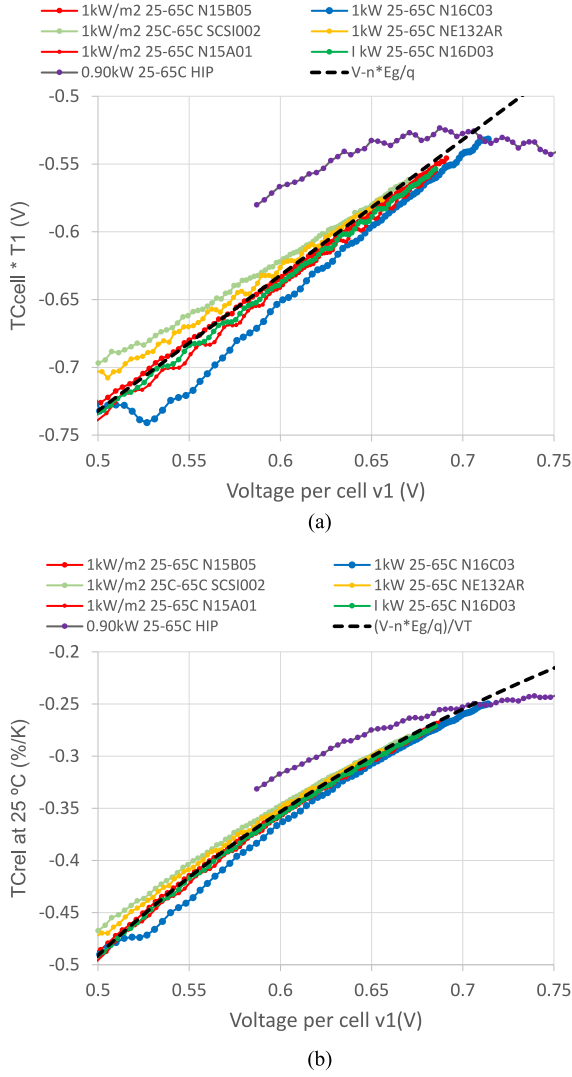 1kW/m2 25-65C N15B05 1kW 25-65C N16C03
1kW/m2 25C-65C SCSI002 1kW 25-65C NE132AR
1kW/m2 25-65C N15A01 I kW 25-65C N16D03
0.90kW 25-65C HIP V-n*Eg/q
-0.5
-0.55
-0.6
-0.65
-0.7
-0.75
TCcell * T1 (V)
0.5 0.55 0.6 0.65 0.7 0.75
Voltage per cell v1 (V)
(a)
1kW/m2 25-65C N15B05 1kW 25-65C N16C03
1kW/m2 25C-65C SCSI002 1kW 25-65C NE132AR
1kW/m2 25-65C N15A01 I kW 25-65C N16D03
0.90kW 25-65C HIP (V-n*Eg/q)/VT
-0.2
-0.25
-0.3
-0.35
-0.4
-0.45
-0.5
TCrel at 25 ºC (%/K)
0.5 0.55 0.6 0.65 0.7 0.75
Voltage per cell v1(V)
(b)